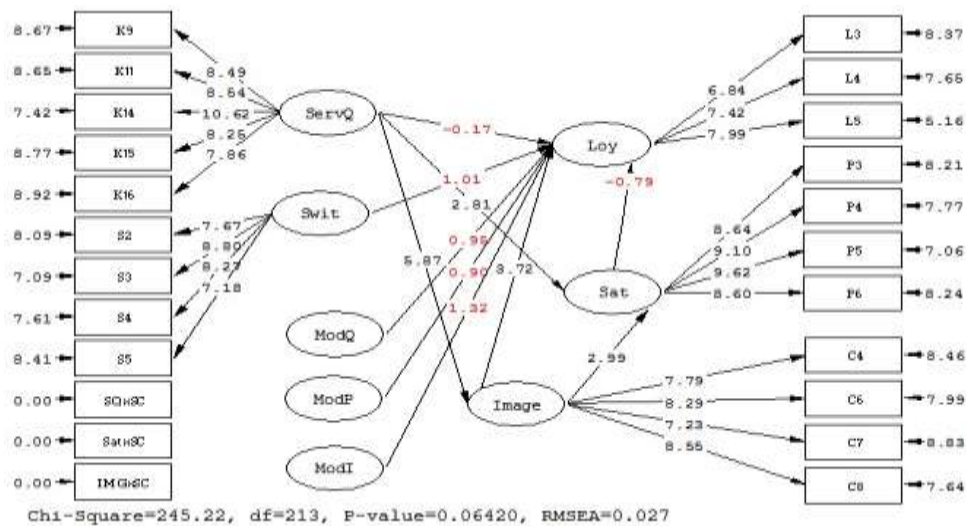 8.67 K9
8.65 K11
7.42 K14
8.77 K15
8.92 K16
8.09 S2
7.09 S3
7.61 S4
8.41 S5
0.00 SQxSC
0.00 SatxSC
0.00 IMGxSC
8.49
8.54
10.62
8.25
7.86
7.67
8.80
8.27
7.18
ServQ
Swit
ModQ
ModP
ModI
-0.17
1.01
2.81
0.95
5.87
0.90
3.72
1.32
-0.79
2.99
Loy
Sat
Image
6.84
7.42
7.99
8.64
9.10
9.62
8.60
7.79
8.29
7.23
8.55
L3 8.37
L4 7.65
L5 5.16
P3 8.21
P4 7.77
P5 7.06
P6 8.24
C4 8.46
C6 7.99
C7 8.83
C8 7.64
Chi-Square=245.22, df=213, P-value=0.06420, RMSEA=0.027